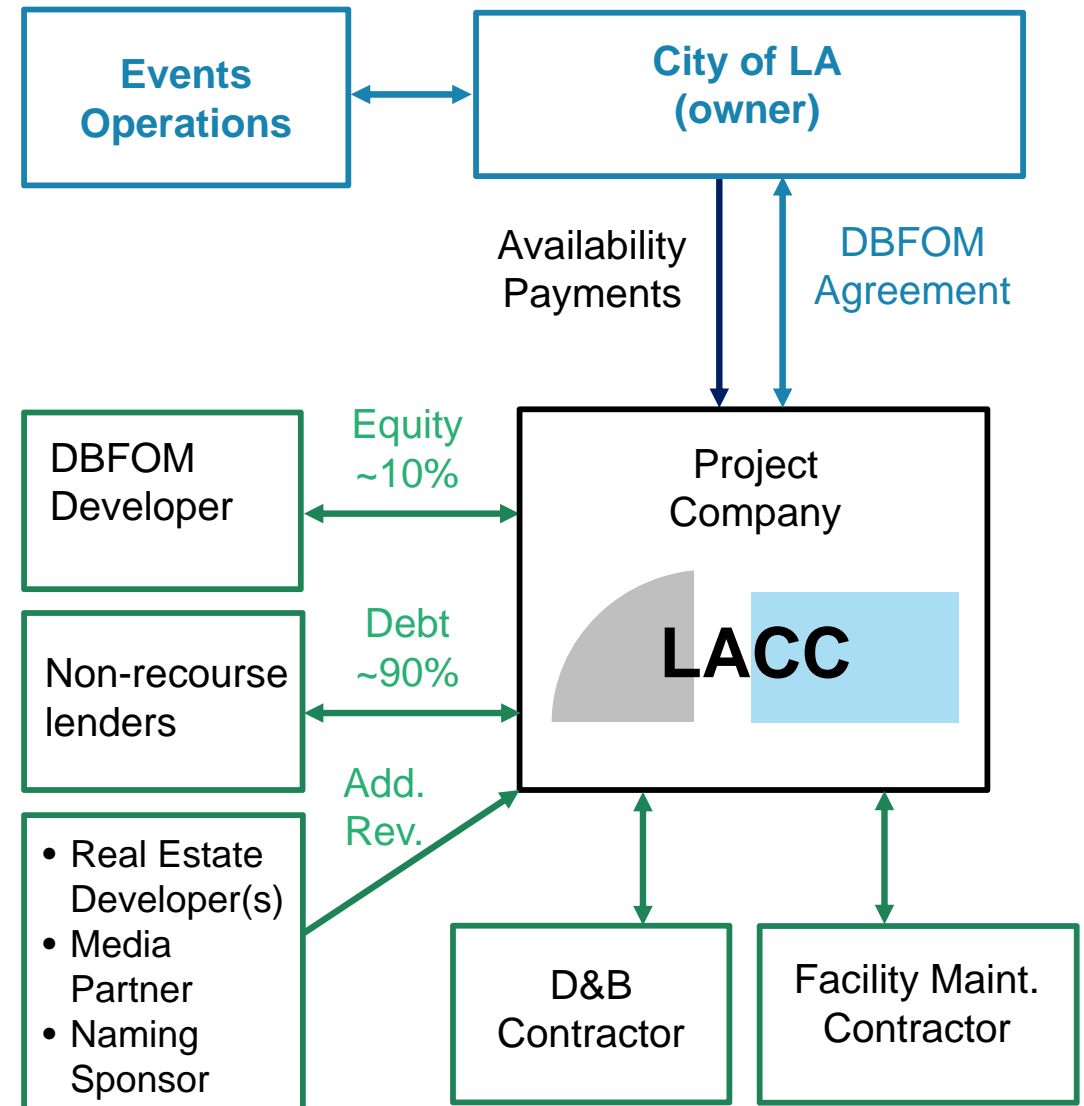 Events
Operations
City of LA
(owner)
Availability
Payments
DBFOM
Agreement
DBFOM
Developer
Equity
~10%
Project
Company
LACC
Non-recourse
lenders
Debt
~90%
Add.
Rev.
• Real Estate
Developer(s)
• Media
Partner
• Naming
Sponsor
D&B
Contractor
Facility Maint.
Contractor